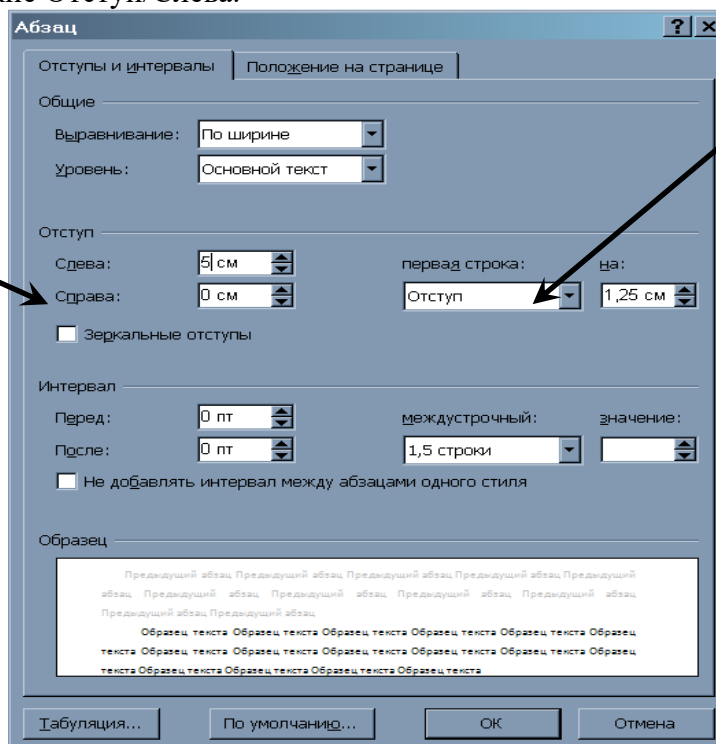 Отступ/Слева.
Абзац ? ×
Отступы и интервалы Положение на странице
Общие
Выравнивание: По ширине
Уровень: Основной текст
Отступ
Слева: 5 см первая строка: на:
Справа: 0 см Отступ 1,25 см
Зеркальные отступы
Интервал
Перед: 0 пт междустрочный: значение:
После: 0 пт 1,5 строки
Не добавлять интервал между абзацами одного стиля
Образец
Предыдущий абзац Предыдущий абзац Предыдущий абзац Предыдущий абзац Предыдущий
абзац Предыдущий абзац Предыдущий абзац Предыдущий абзац Предыдущий абзац
Предыдущий абзац Предыдущий абзац
Образец текста Образец текста Образец текста Образец текста Образец текста Образец
текста Образец текста Образец текста Образец текста Образец текста Образец текста Образец
текста Образец текста Образец текста Образец текста Образец текста
Табуляция... По умолчанию... ОК Отмена